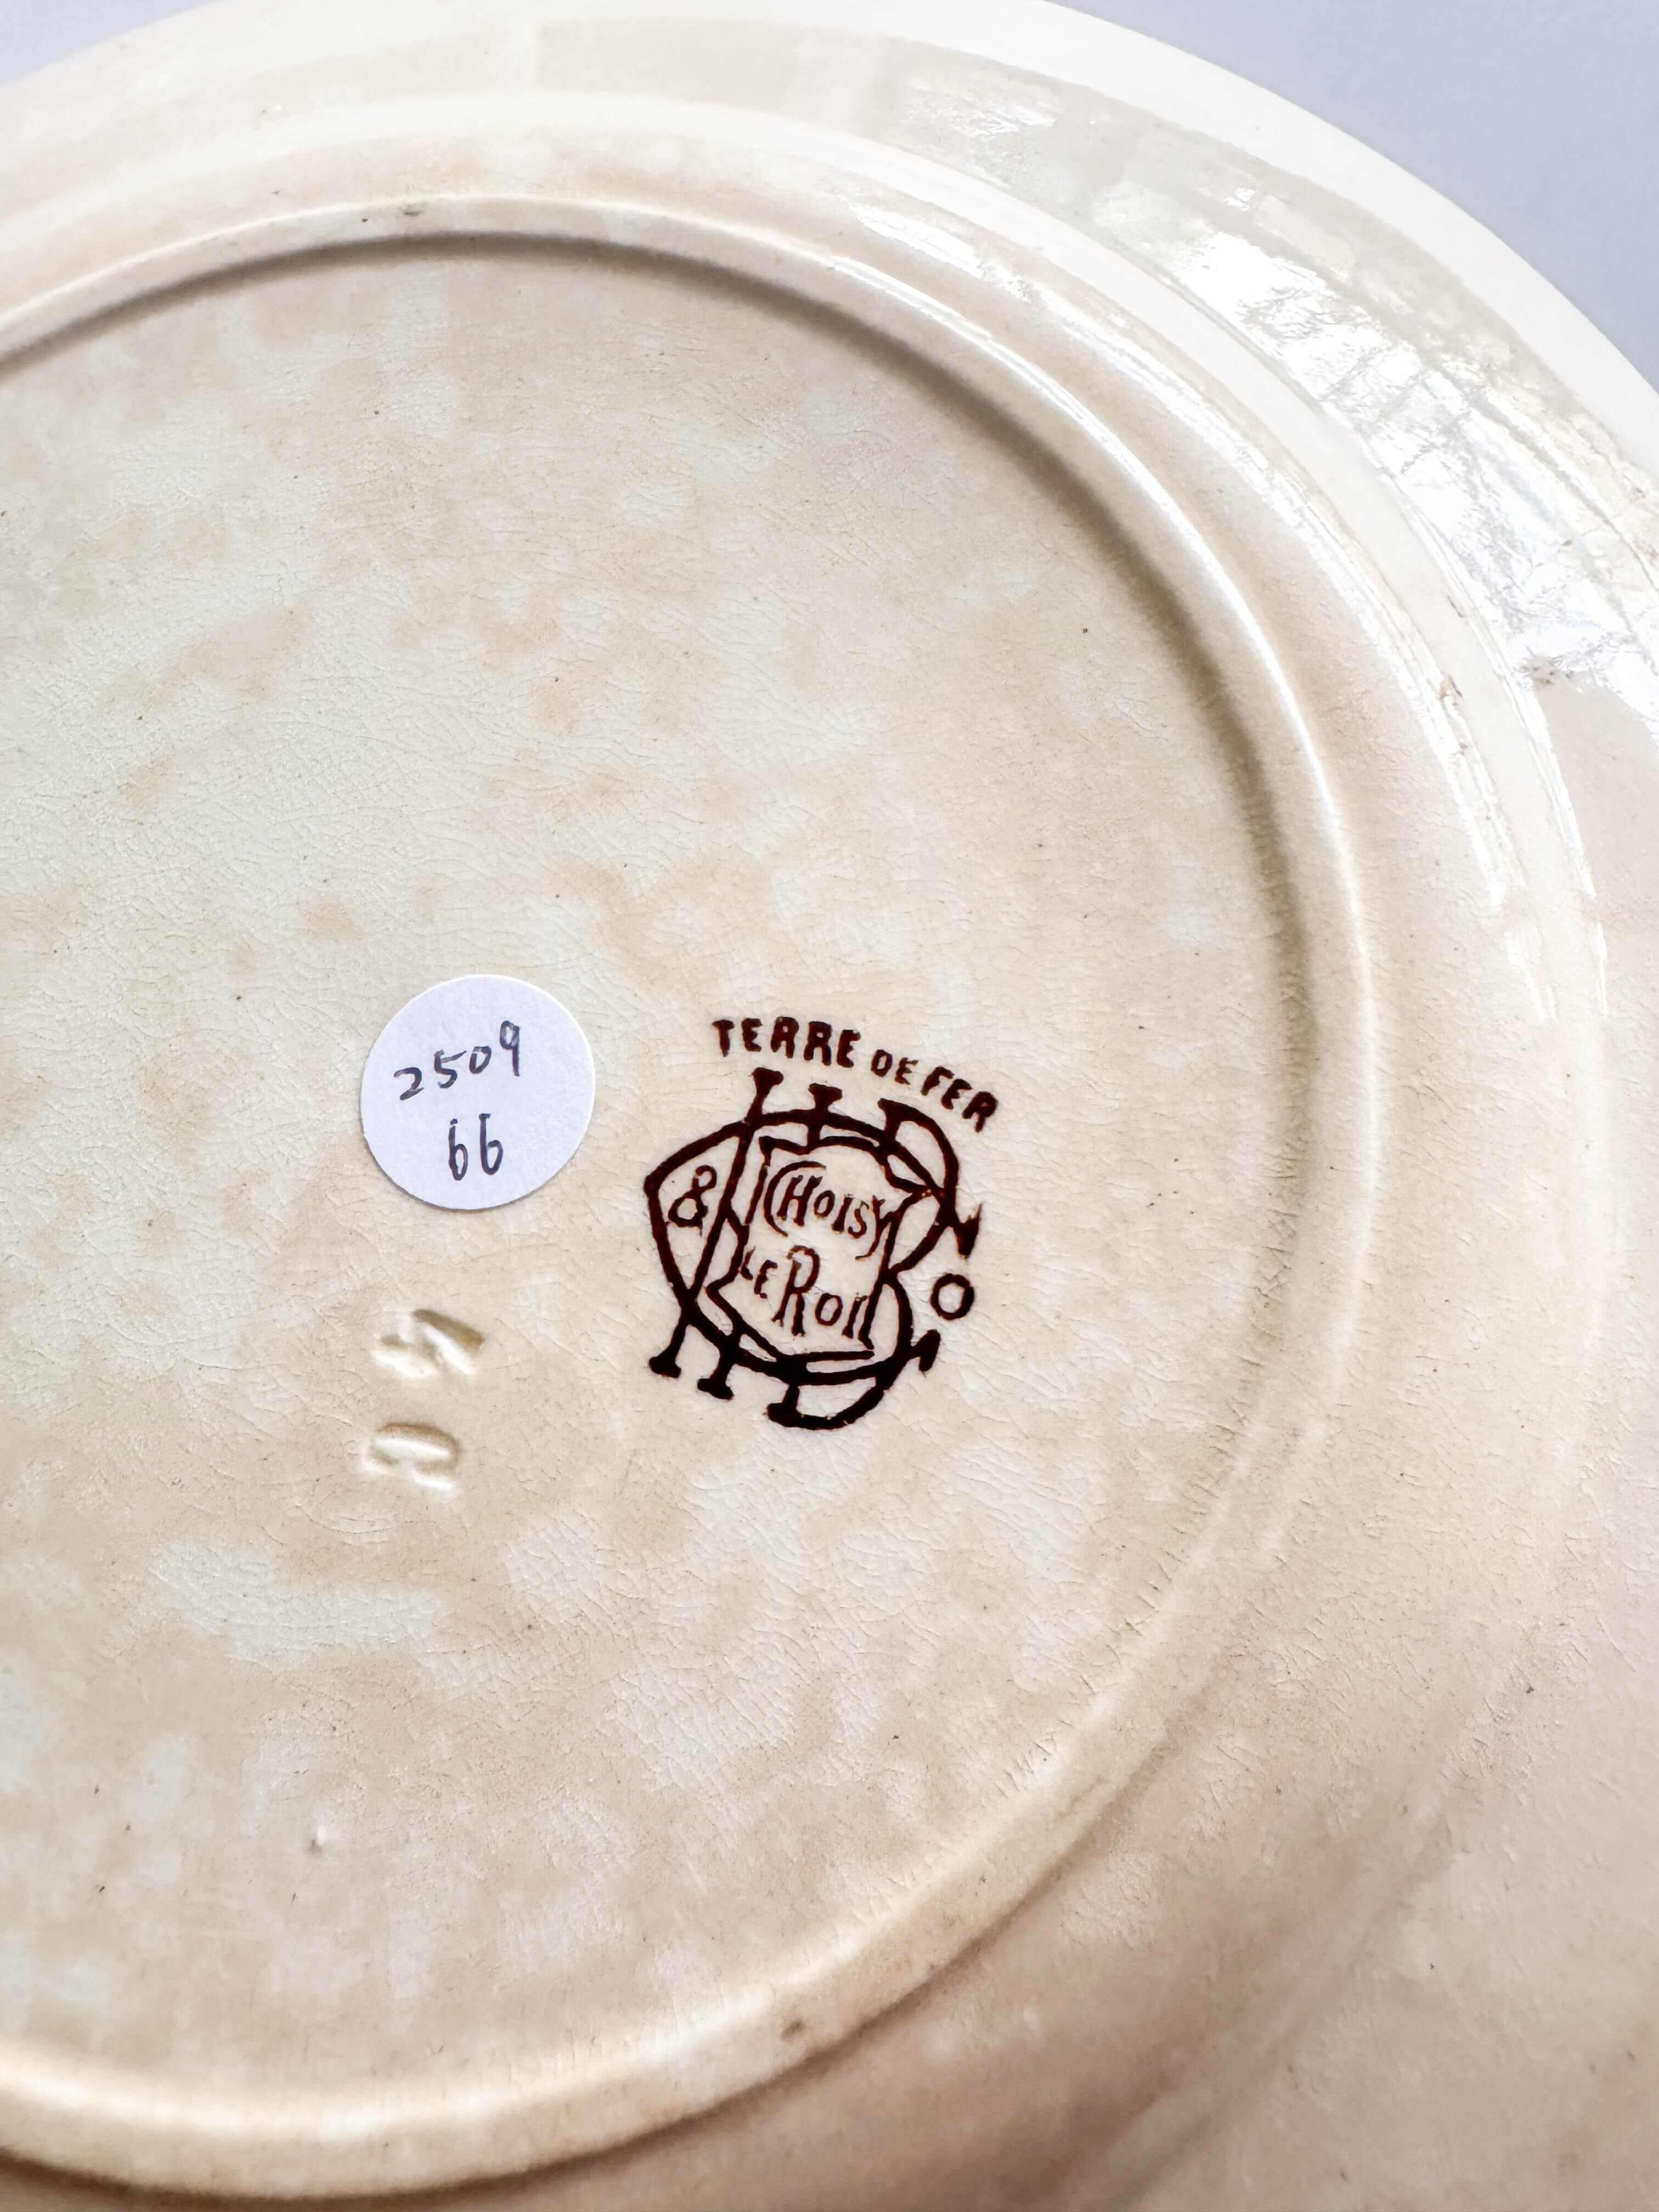 2509
66
TERRE DE FER
&
CHOISY
LE ROI